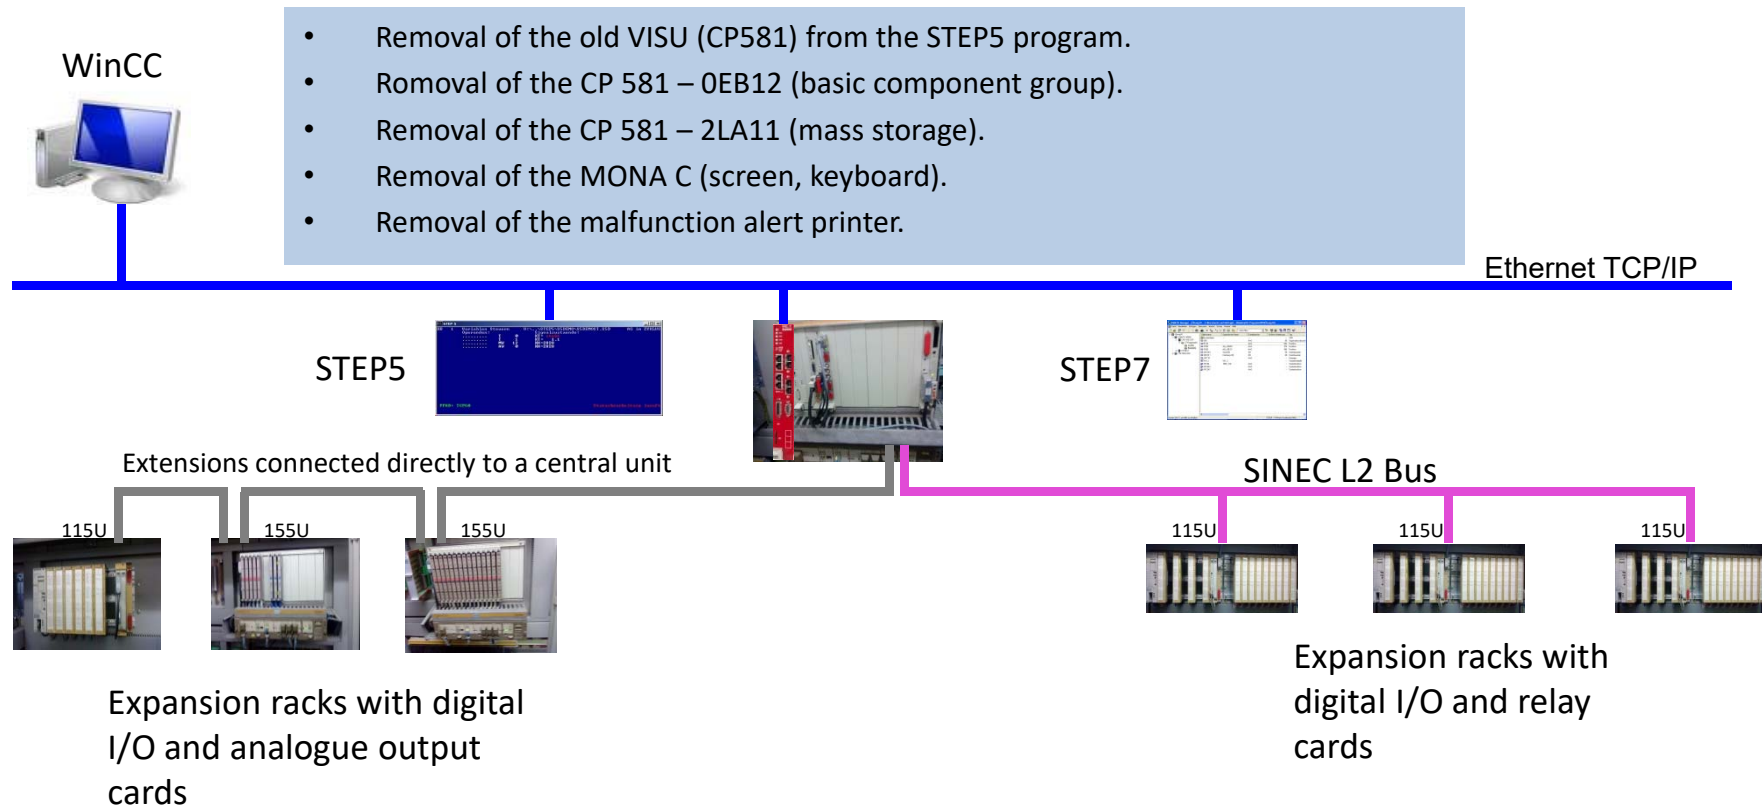 WinCC
• Removal of the old VISU (CP581) from the STEP5 program.
• Romoval of the CP 581 – 0EB12 (basic component group).
• Removal of the CP 581 – 2LA11 (mass storage).
• Removal of the MONA C (screen, keyboard).
• Removal of the malfunction alert printer.
Ethernet TCP/IP
STEP5
STEP7
Extensions connected directly to a central unit
SINEC L2 Bus
115U
155U
155U
115U
115U
115U
Expansion racks with digital
I/O and analogue output
cards
Expansion racks with
digital I/O and relay
cards